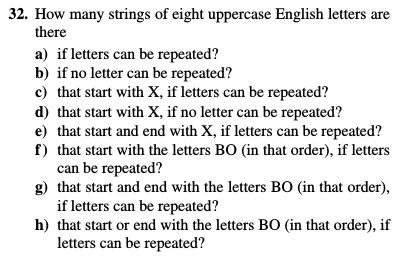 32. How many strings of eight uppercase English letters are
there
a) if letters can be repeated?
b) if no letter can be repeated?
c) that start with X, if letters can be repeated?
d) that start with X, if no letter can be repeated?
e) that start and end with X, if letters can be repeated?
f) that start with the letters BO (in that order), if letters
can be repeated?
g) that start and end with the letters BO (in that order),
if letters can be repeated?
h) that start or end with the letters BO (in that order), if
letters can be repeated?